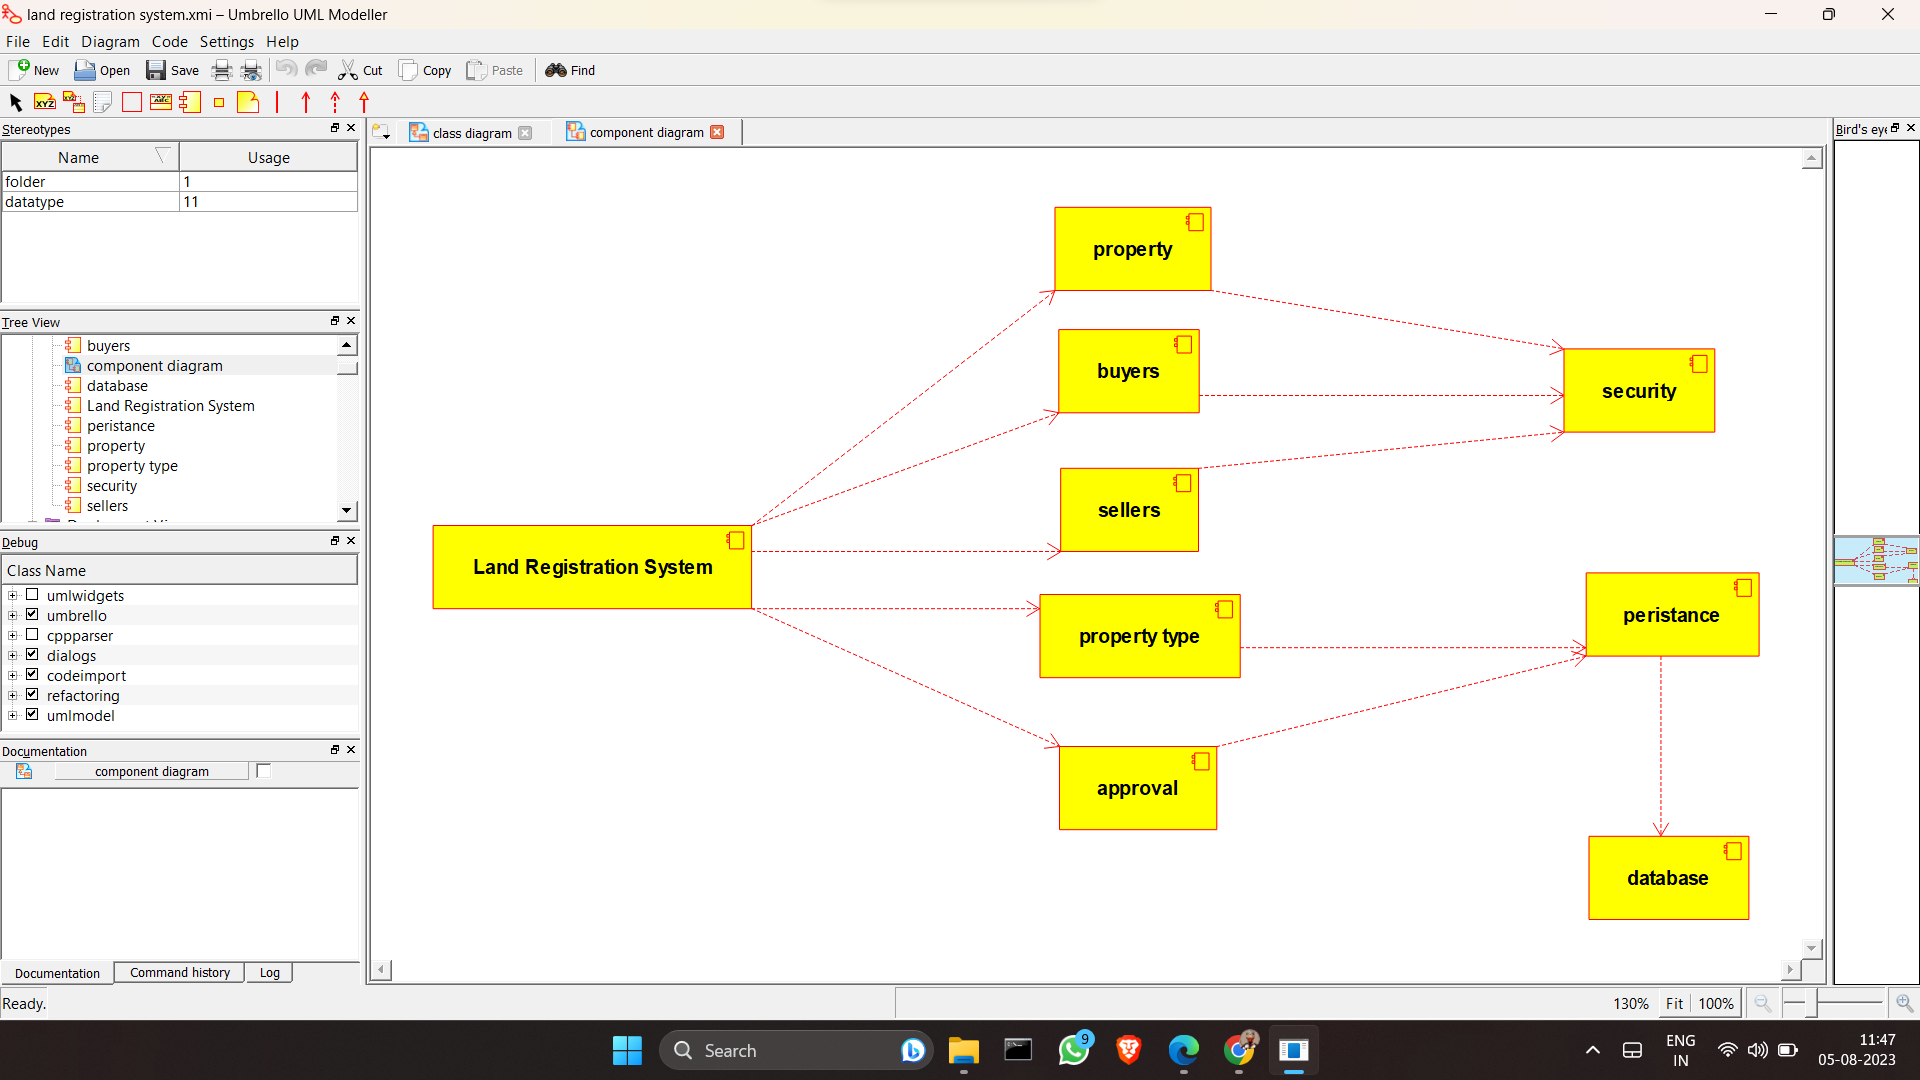 land registration system.xmi – Umbrello UML Modeller
File Edit Diagram Code Settings Help
New Open Save Cut Copy Paste Find
XYZ
Stereotypes
Name Usage
folder 1
datatype 11
Tree View
buyers
component diagram
database
Land Registration System
peristance
property
property type
security
sellers
Debug
Class Name
umlwidgets
umbrello
cppparser
dialogs
codeimport
refactoring
umlmodel
Documentation
component diagram
Documentation Command history Log
Ready.
class diagram component diagram
property
buyers
security
sellers
Land Registration System
peristance
property type
approval
database
Bird's eye
130% Fit 100%
Search
9
ENG
IN
11:47
05-08-2023